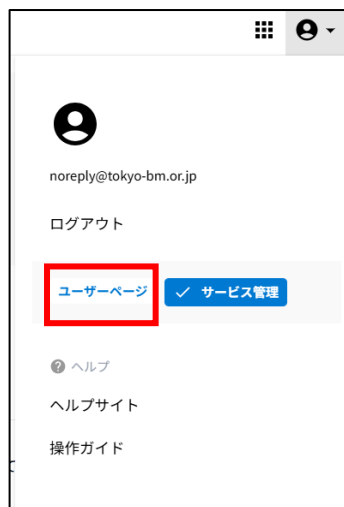 noreply@tokyo-bm.or.jp
ログアウト
ユーザーページ
サービス管理
ヘルプ
ヘルプサイト
操作ガイド